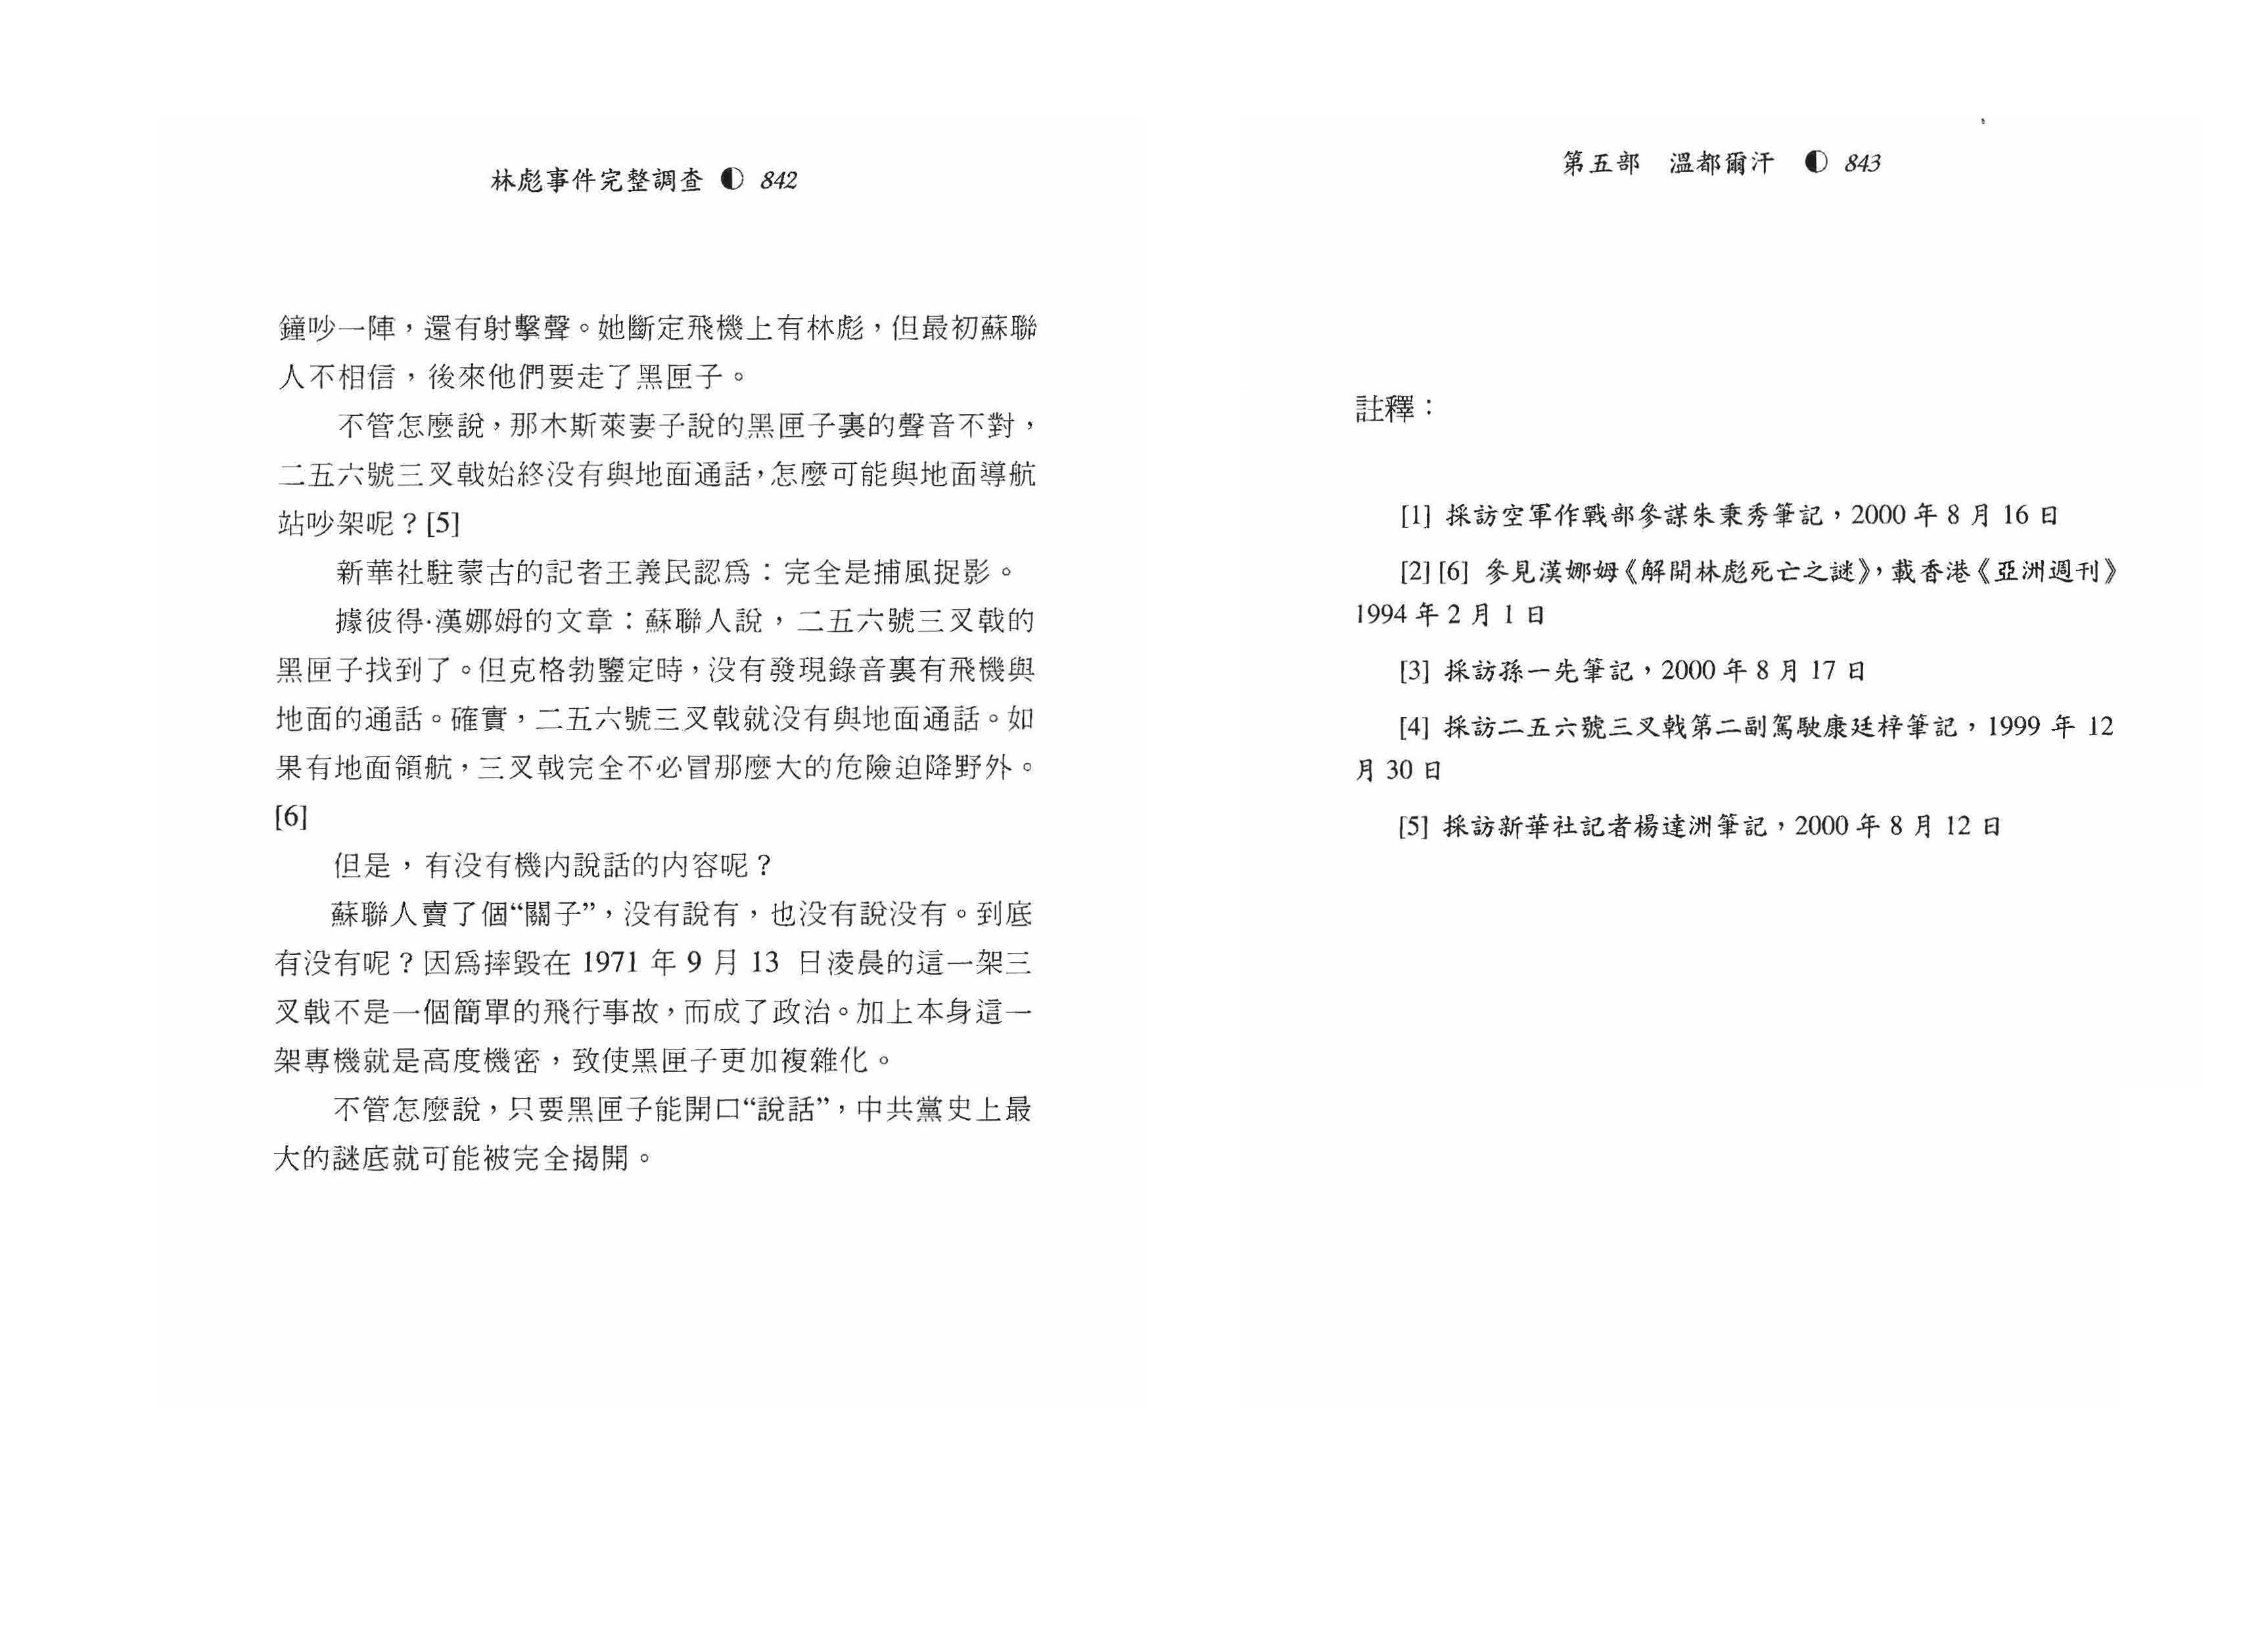 林彪事件完整調查 ◐ 842
鐘吵一陣，還有射擊聲。她斷定飛機上有林彪，但最初蘇聯
人不相信，後來他們要走了黑匣子。
不管怎麼說，那木斯萊妻子說的黑匣子裏的聲音不對，
二五六號三叉戟始終没有與地面通話，怎麼可能與地面導航
站吵架呢？[5]
新華社駐蒙古的記者王義民認爲：完全是捕風捉影。
據彼得·漢娜姆的文章：蘇聯人說，二五六號三叉戟的
黑匣子找到了。但克格勃鑒定時，没有發現錄音裏有飛機與
地面的通話。確實，二五六號三叉戟就没有與地面通話。如
果有地面領航，三叉戟完全不必冒那麼大的危險迫降野外。
[6]
但是，有没有機内說話的内容呢？
蘇聯人賣了個“關子”，没有說有，也没有說没有。到底
有没有呢？因爲摔毀在 1971 年 9 月 13 日凌晨的這一架三
叉戟不是一個簡單的飛行事故，而成了政治。加上本身這一
架專機就是高度機密，致使黑匣子更加複雜化。
不管怎麼說，只要黑匣子能開口“說話”，中共黨史上最
大的謎底就可能被完全揭開。
第五部 溫都爾汗 ◐ 843
註釋：
[1] 採訪空軍作戰部參謀朱秉秀筆記，2000 年 8 月 16 日
[2] [6] 參見漢娜姆《解開林彪死亡之謎》，載香港《亞洲週刊》
1994 年 2 月 1 日
[3] 採訪孫一先筆記，2000 年 8 月 17 日
[4] 採訪二五六號三叉戟第二副駕駛康廷梓筆記，1999 年 12
月 30 日
[5] 採訪新華社記者楊達洲筆記，2000 年 8 月 12 日